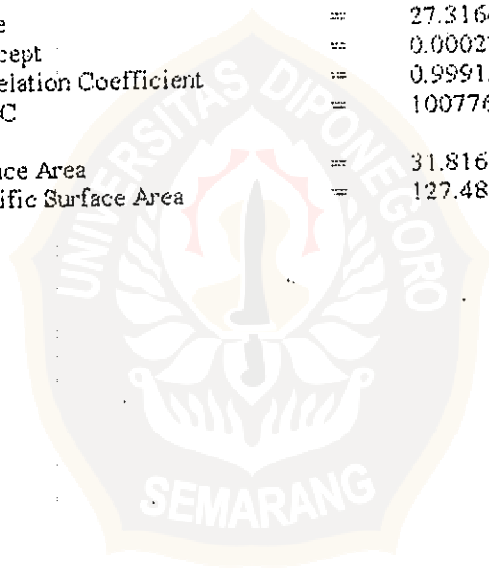 e = 27.316
cept = 0.0002
elation Coefficient = 0.9991
C = 100776
ace Area = 31.816
ific Surface Area = 127.48
UNIVERSITAS DIPONEGORO
SEMARANG